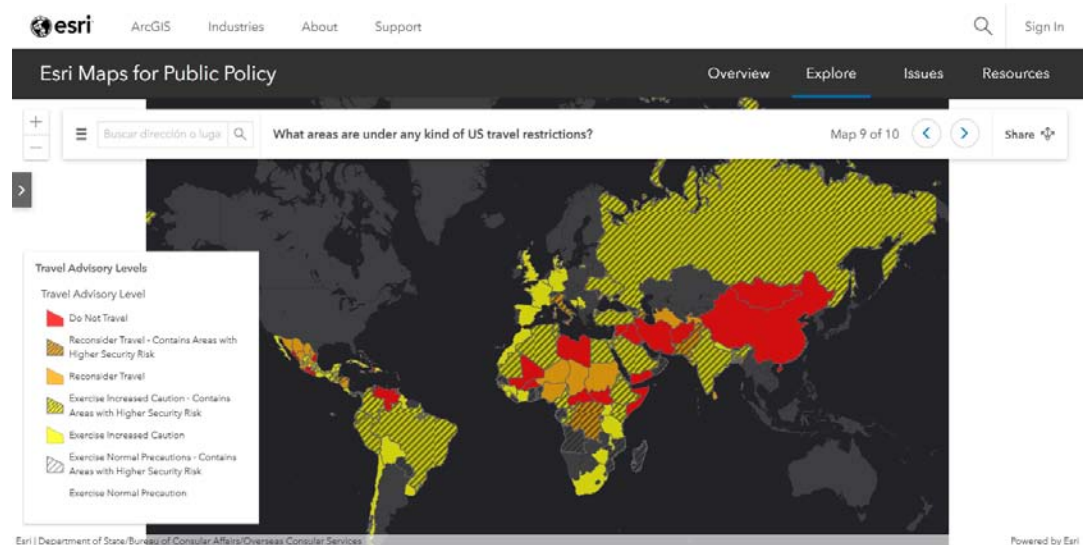 esri
ArcGIS Industries About Support
Sign In
Esri Maps for Public Policy
Overview Explore Issues Resources
+
−
Buscar dirección o luga
What areas are under any kind of US travel restrictions?
Map 9 of 10
Share
Travel Advisory Levels
Travel Advisory Level
Do Not Travel
Reconsider Travel - Contains Areas with
Higher Security Risk
Reconsider Travel
Exercise Increased Caution - Contains
Areas with Higher Security Risk
Exercise Increased Caution
Exercise Normal Precautions - Contains
Areas with Higher Security Risk
Exercise Normal Precaution
Esri | Department of State/Bureau of Consular Affairs/Overseas Consular Services
Powered by Esri